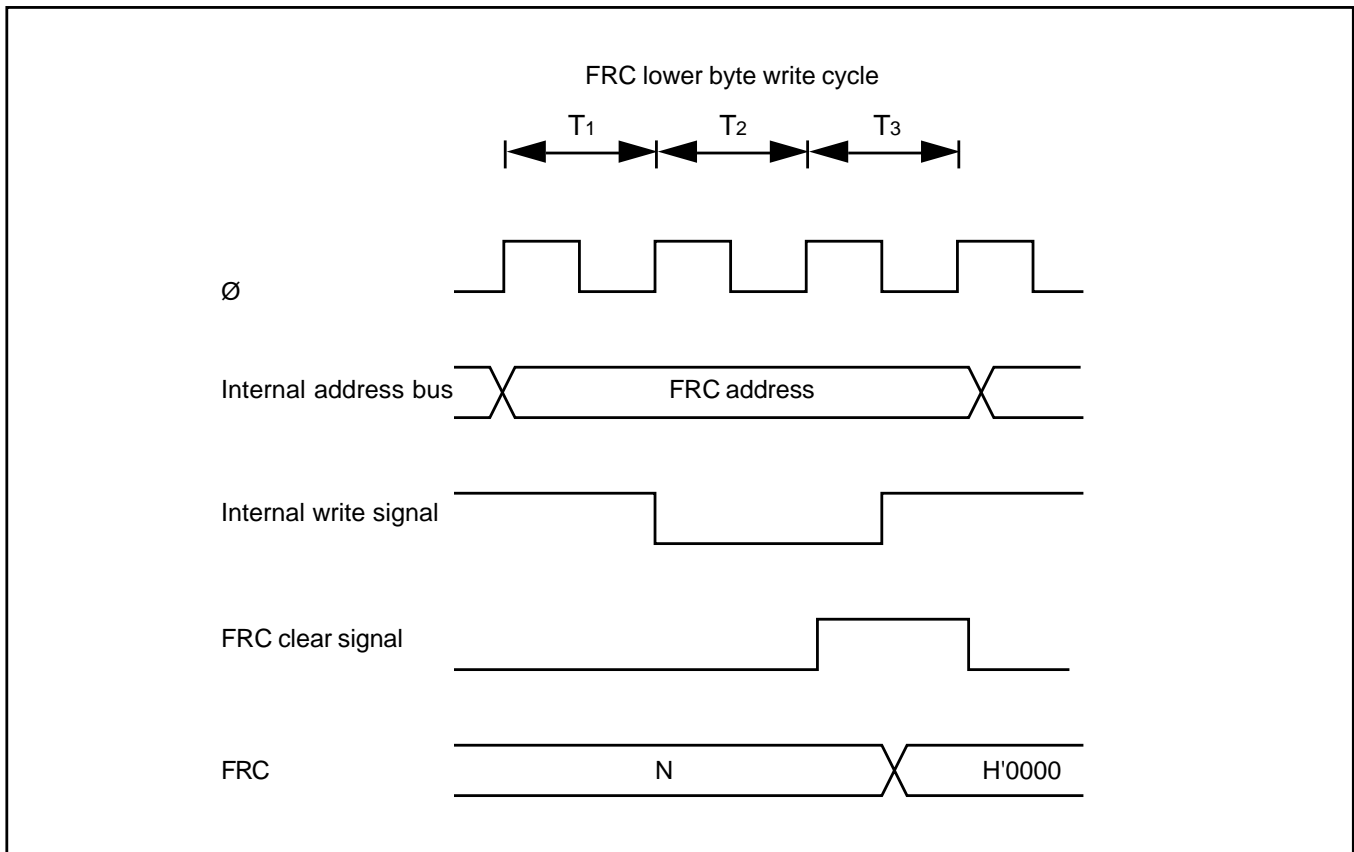 FRC lower byte write cycle
T1 T2 T3
Ø
Internal address bus FRC address
Internal write signal
FRC clear signal
FRC N H'0000